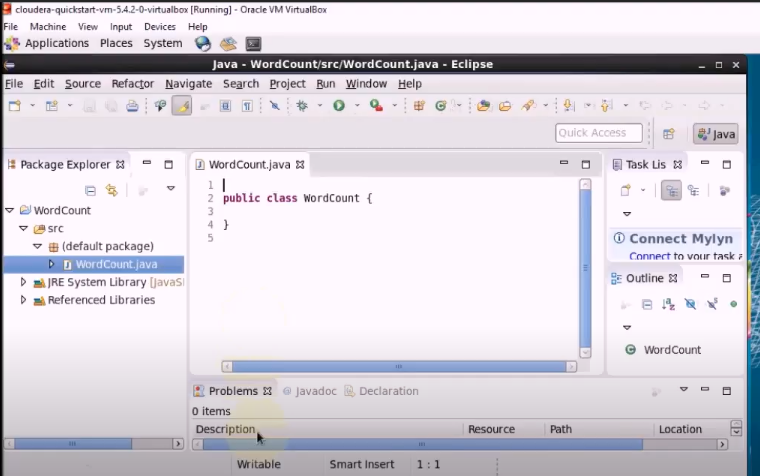 cloudera-quickstart-vm-5.4.2-0-virtualbox [Running] - Oracle VM VirtualBox
File Machine View Input Devices Help
Applications Places System
Java - WordCount/src/WordCount.java - Eclipse
File Edit Source Refactor Navigate Search Project Run Window Help
Quick Access
Java
Package Explorer
WordCount
src
(default package)
WordCount.java
JRE System Library [JavaS
Referenced Libraries
WordCount.java
1
2 public class WordCount {
3
4 }
5
Task Lis
Connect Mylyn
Connect to your task a
Outline
WordCount
Problems @ Javadoc Declaration
0 items
Description Resource Path Location
Writable Smart Insert 1 : 1